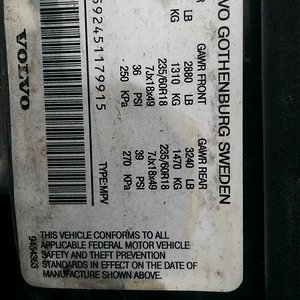 VOLVO
VO GOTHENBURG SWEDEN
GAWR FRONT
2880 LB
1310 KG
235/60R18
7Jx18x49
36 PSI
250 KPa
GAWR REAR
3240 LB
1470 KG
235/60R18
7Jx18x49
39 PSI
270 KPa
592451179915
TYPE:MPV
THIS VEHICLE CONFORMS TO ALL
APPLICABLE FEDERAL MOTOR VEHICLE
SAFETY AND THEFT PREVENTION
STANDARDS IN EFFECT ON THE DATE
OF MANUFACTURE SHOWN ABOVE.